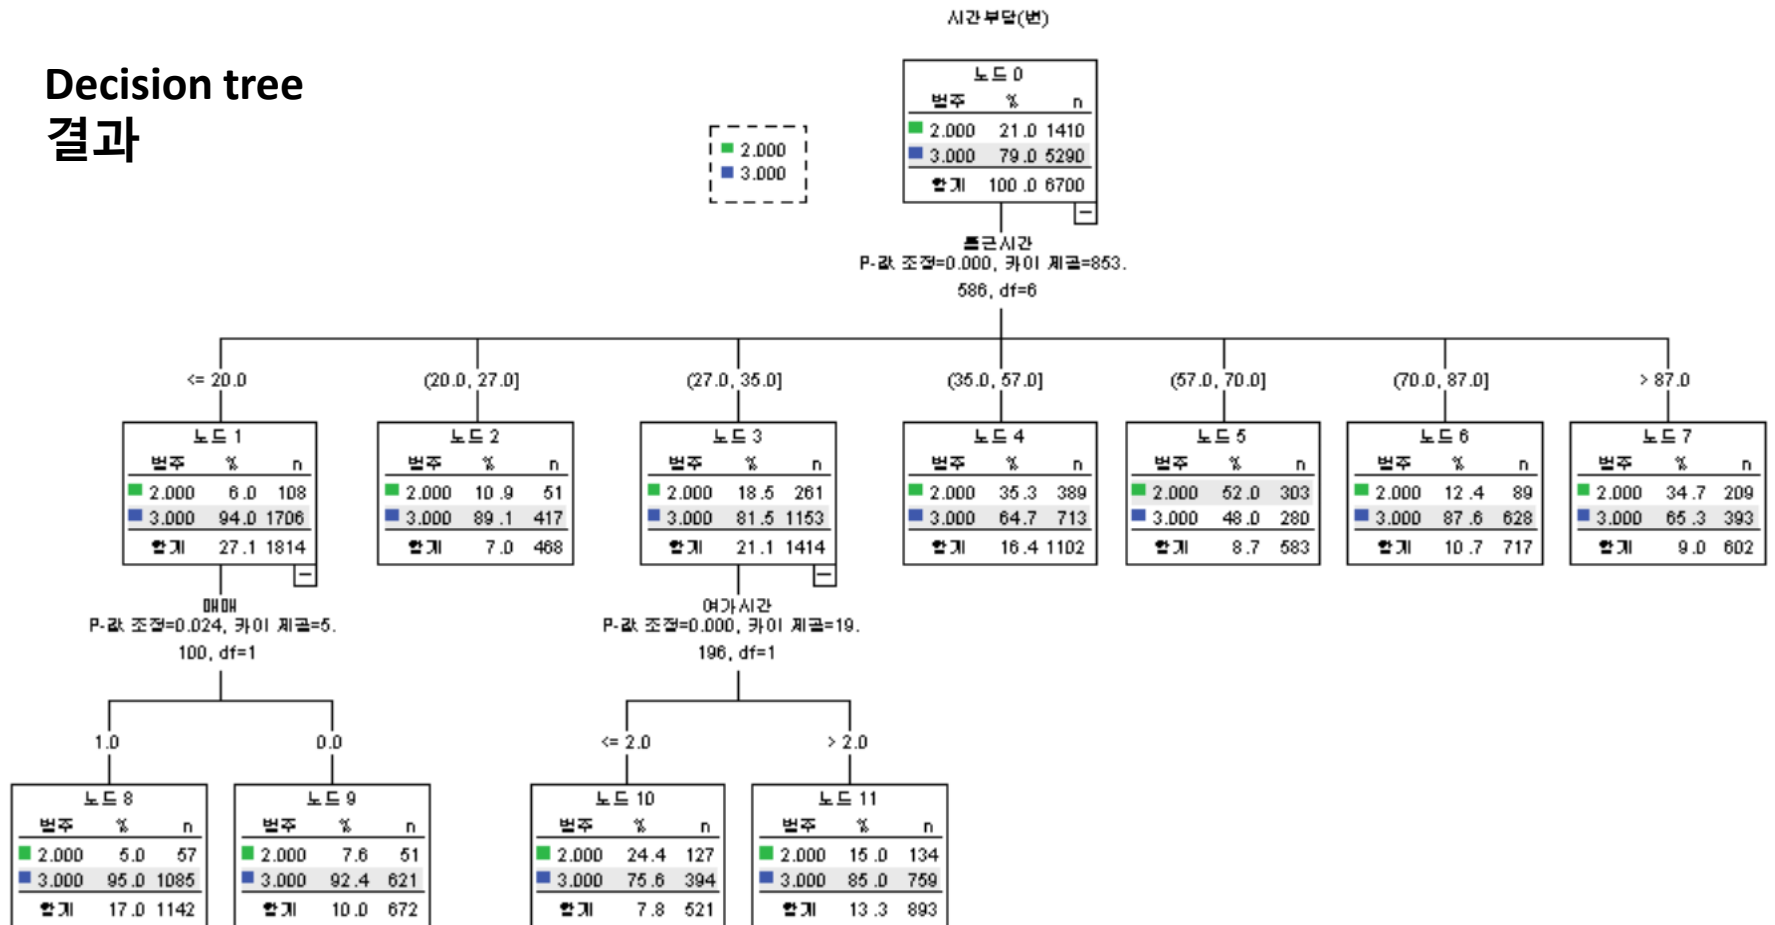 시간부담(변)
Decision tree
결과
2.000
3.000
노드 0
범주 % n
2.000 21.0 1410
3.000 79.0 5290
합계 100.0 6700
통근시간
P-값 조정=0.000, 카이 제곱=853.
586, df=6
<= 20.0 (20.0, 27.0] (27.0, 35.0] (35.0, 57.0] (57.0, 70.0] (70.0, 87.0] > 87.0
노드 1
범주 % n
2.000 6.0 108
3.000 94.0 1706
합계 27.1 1814
노드 2
범주 % n
2.000 10.9 51
3.000 89.1 417
합계 7.0 468
노드 3
범주 % n
2.000 18.5 261
3.000 81.5 1153
합계 21.1 1414
노드 4
범주 % n
2.000 35.3 389
3.000 64.7 713
합계 16.4 1102
노드 5
범주 % n
2.000 52.0 303
3.000 48.0 280
합계 8.7 583
노드 6
범주 % n
2.000 12.4 89
3.000 87.6 628
합계 10.7 717
노드 7
범주 % n
2.000 34.7 209
3.000 65.3 393
합계 9.0 602
매매
P-값 조정=0.024, 카이 제곱=5.
100, df=1
여가시간
P-값 조정=0.000, 카이 제곱=19.
196, df=1
1.0 0.0 <= 2.0 > 2.0
노드 8
범주 % n
2.000 5.0 57
3.000 95.0 1085
합계 17.0 1142
노드 9
범주 % n
2.000 7.6 51
3.000 92.4 621
합계 10.0 672
노드 10
범주 % n
2.000 24.4 127
3.000 75.6 394
합계 7.8 521
노드 11
범주 % n
2.000 15.0 134
3.000 85.0 759
합계 13.3 893